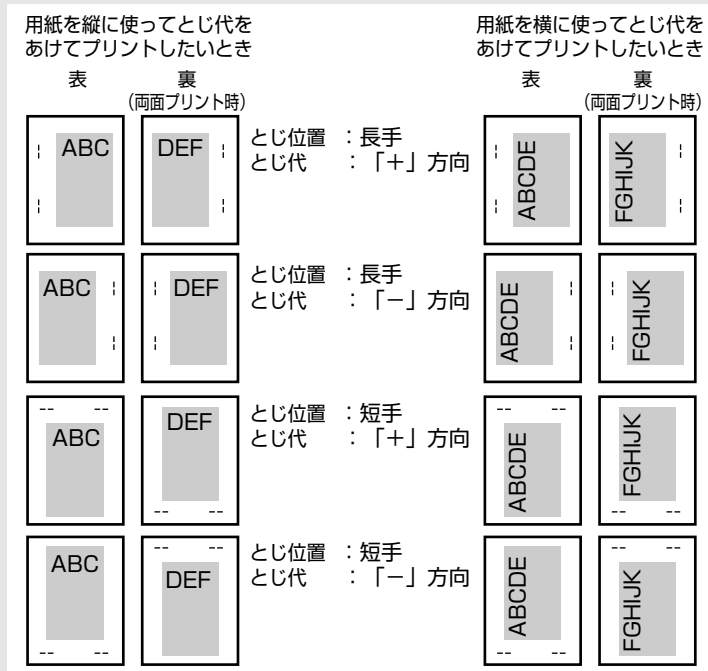 用紙を縦に使ってとじ代を
あけてプリントしたいとき
表 裏
(両面プリント時)
ABC DEF
とじ位置 :長手
とじ代 :「+」方向
ABC DEF
とじ位置 :長手
とじ代 :「−」方向
ABC DEF
とじ位置 :短手
とじ代 :「+」方向
ABC DEF
とじ位置 :短手
とじ代 :「−」方向
用紙を横に使ってとじ代を
あけてプリントしたいとき
表 裏
(両面プリント時)
ABCDE FGHIJK
ABCDE FGHIJK
ABCDE FGHIJK
ABCDE FGHIJK